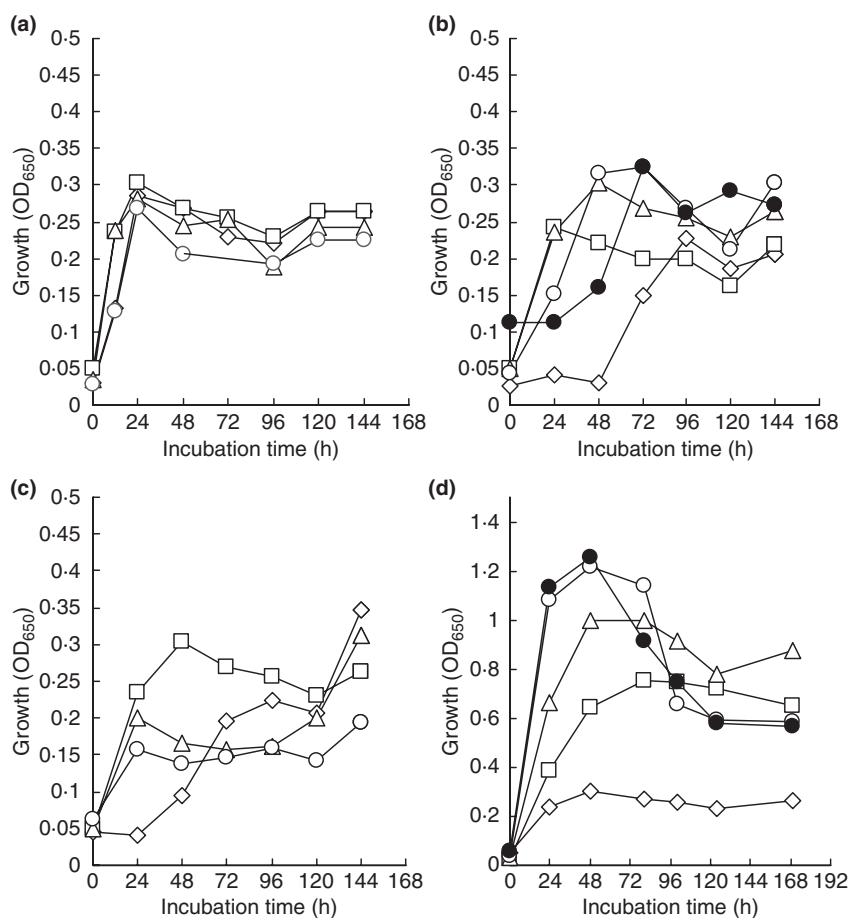 (a)
0·5
0·45
0·4
0·35
0·3
0·25
0·2
0·15
0·1
0·05
0
Growth (OD650)
0 24 48 72 96 120 144 168
Incubation time (h)
(b)
0·5
0·45
0·4
0·35
0·3
0·25
0·2
0·15
0·1
0·05
0
Growth (OD650)
0 24 48 72 96 120 144 168
Incubation time (h)
(c)
0·5
0·45
0·4
0·35
0·3
0·25
0·2
0·15
0·1
0·05
0
Growth (OD650)
0 24 48 72 96 120 144 168
Incubation time (h)
(d)
1·4
1·2
1
0·8
0·6
0·4
0·2
0
Growth (OD650)
0 24 48 72 96 120 144 168 192
Incubation time (h)